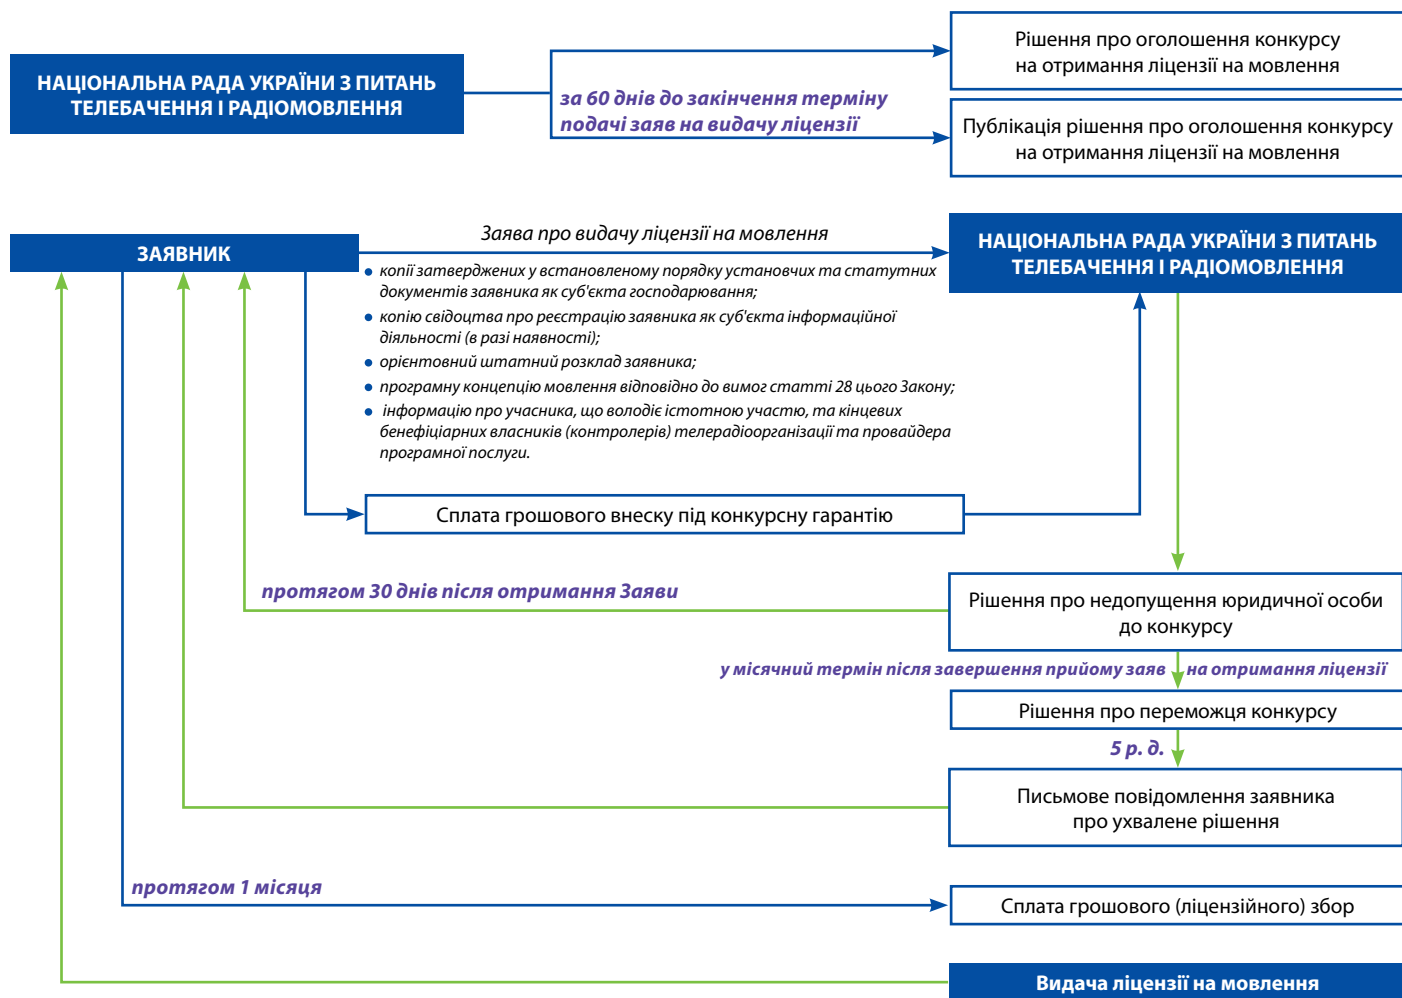 НАЦІОНАЛЬНА РАДА УКРАЇНИ З ПИТАНЬ
ТЕЛЕБАЧЕННЯ І РАДІОМОВЛЕННЯ
за 60 днів до закінчення терміну
подачі заяв на видачу ліцензії
Рішення про оголошення конкурсу
на отримання ліцензії на мовлення
Публікація рішення про оголошення конкурсу
на отримання ліцензії на мовлення
ЗАЯВНИК
Заява про видачу ліцензії на мовлення
НАЦІОНАЛЬНА РАДА УКРАЇНИ З ПИТАНЬ
ТЕЛЕБАЧЕННЯ І РАДІОМОВЛЕННЯ
● копії затверджених у встановленому порядку установчих та статутних
документів заявника як суб'єкта господарювання;
● копію свідоцтва про реєстрацію заявника як суб'єкта інформаційної
діяльності (в разі наявності);
● орієнтовний штатний розклад заявника;
● програмну концепцію мовлення відповідно до вимог статті 28 цього Закону;
● інформацію про учасника, що володіє істотною участю, та кінцевих
бенефіціарних власників (контролерів) телерадіоорганізації та провайдера
програмної послуги.
Сплата грошового внеску під конкурсну гарантію
протягом 30 днів після отримання Заяви
Рішення про недопущення юридичної особи
до конкурсу
у місячний термін після завершення прийому заяв на отримання ліцензії
Рішення про переможця конкурсу
5 р. д.
Письмове повідомлення заявника
про ухвалене рішення
протягом 1 місяця
Сплата грошового (ліцензійного) збор
Видача ліцензії на мовлення